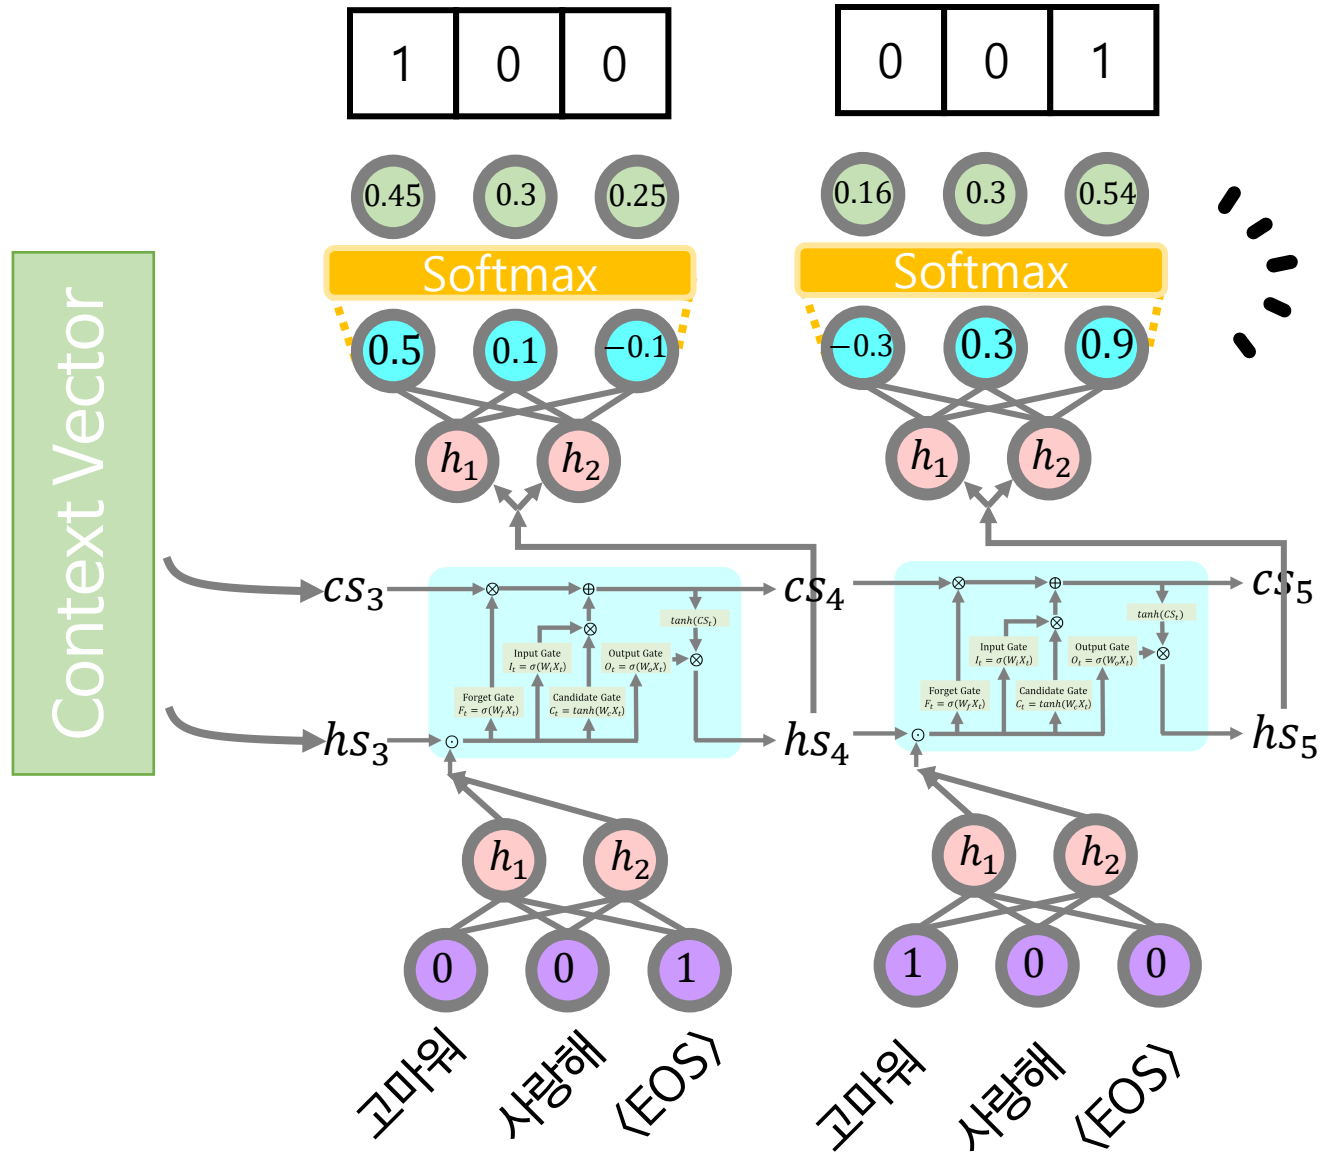 1 0 0
0 0 1
0.45 0.3 0.25
0.16 0.3 0.54
Softmax
Softmax
0.5 0.1 −0.1
−0.3 0.3 0.9
h₁ h₂
h₁ h₂
Context Vector
cs₃
cs₄
cs₅
tanh(CSₜ)
Input Gate
Iₜ = σ(WᵢXₜ)
Output Gate
Oₜ = σ(WₒXₜ)
Forget Gate
Fₜ = σ(W_fXₜ)
Candidate Gate
Cₜ = tanh(W_cXₜ)
tanh(CSₜ)
Input Gate
Iₜ = σ(WᵢXₜ)
Output Gate
Oₜ = σ(WₒXₜ)
Forget Gate
Fₜ = σ(W_fXₜ)
Candidate Gate
Cₜ = tanh(W_cXₜ)
hs₃
hs₄
hs₅
h₁ h₂
h₁ h₂
0 0 1
1 0 0
고마워
사랑해
〈EOS〉
고마워
사랑해
〈EOS〉